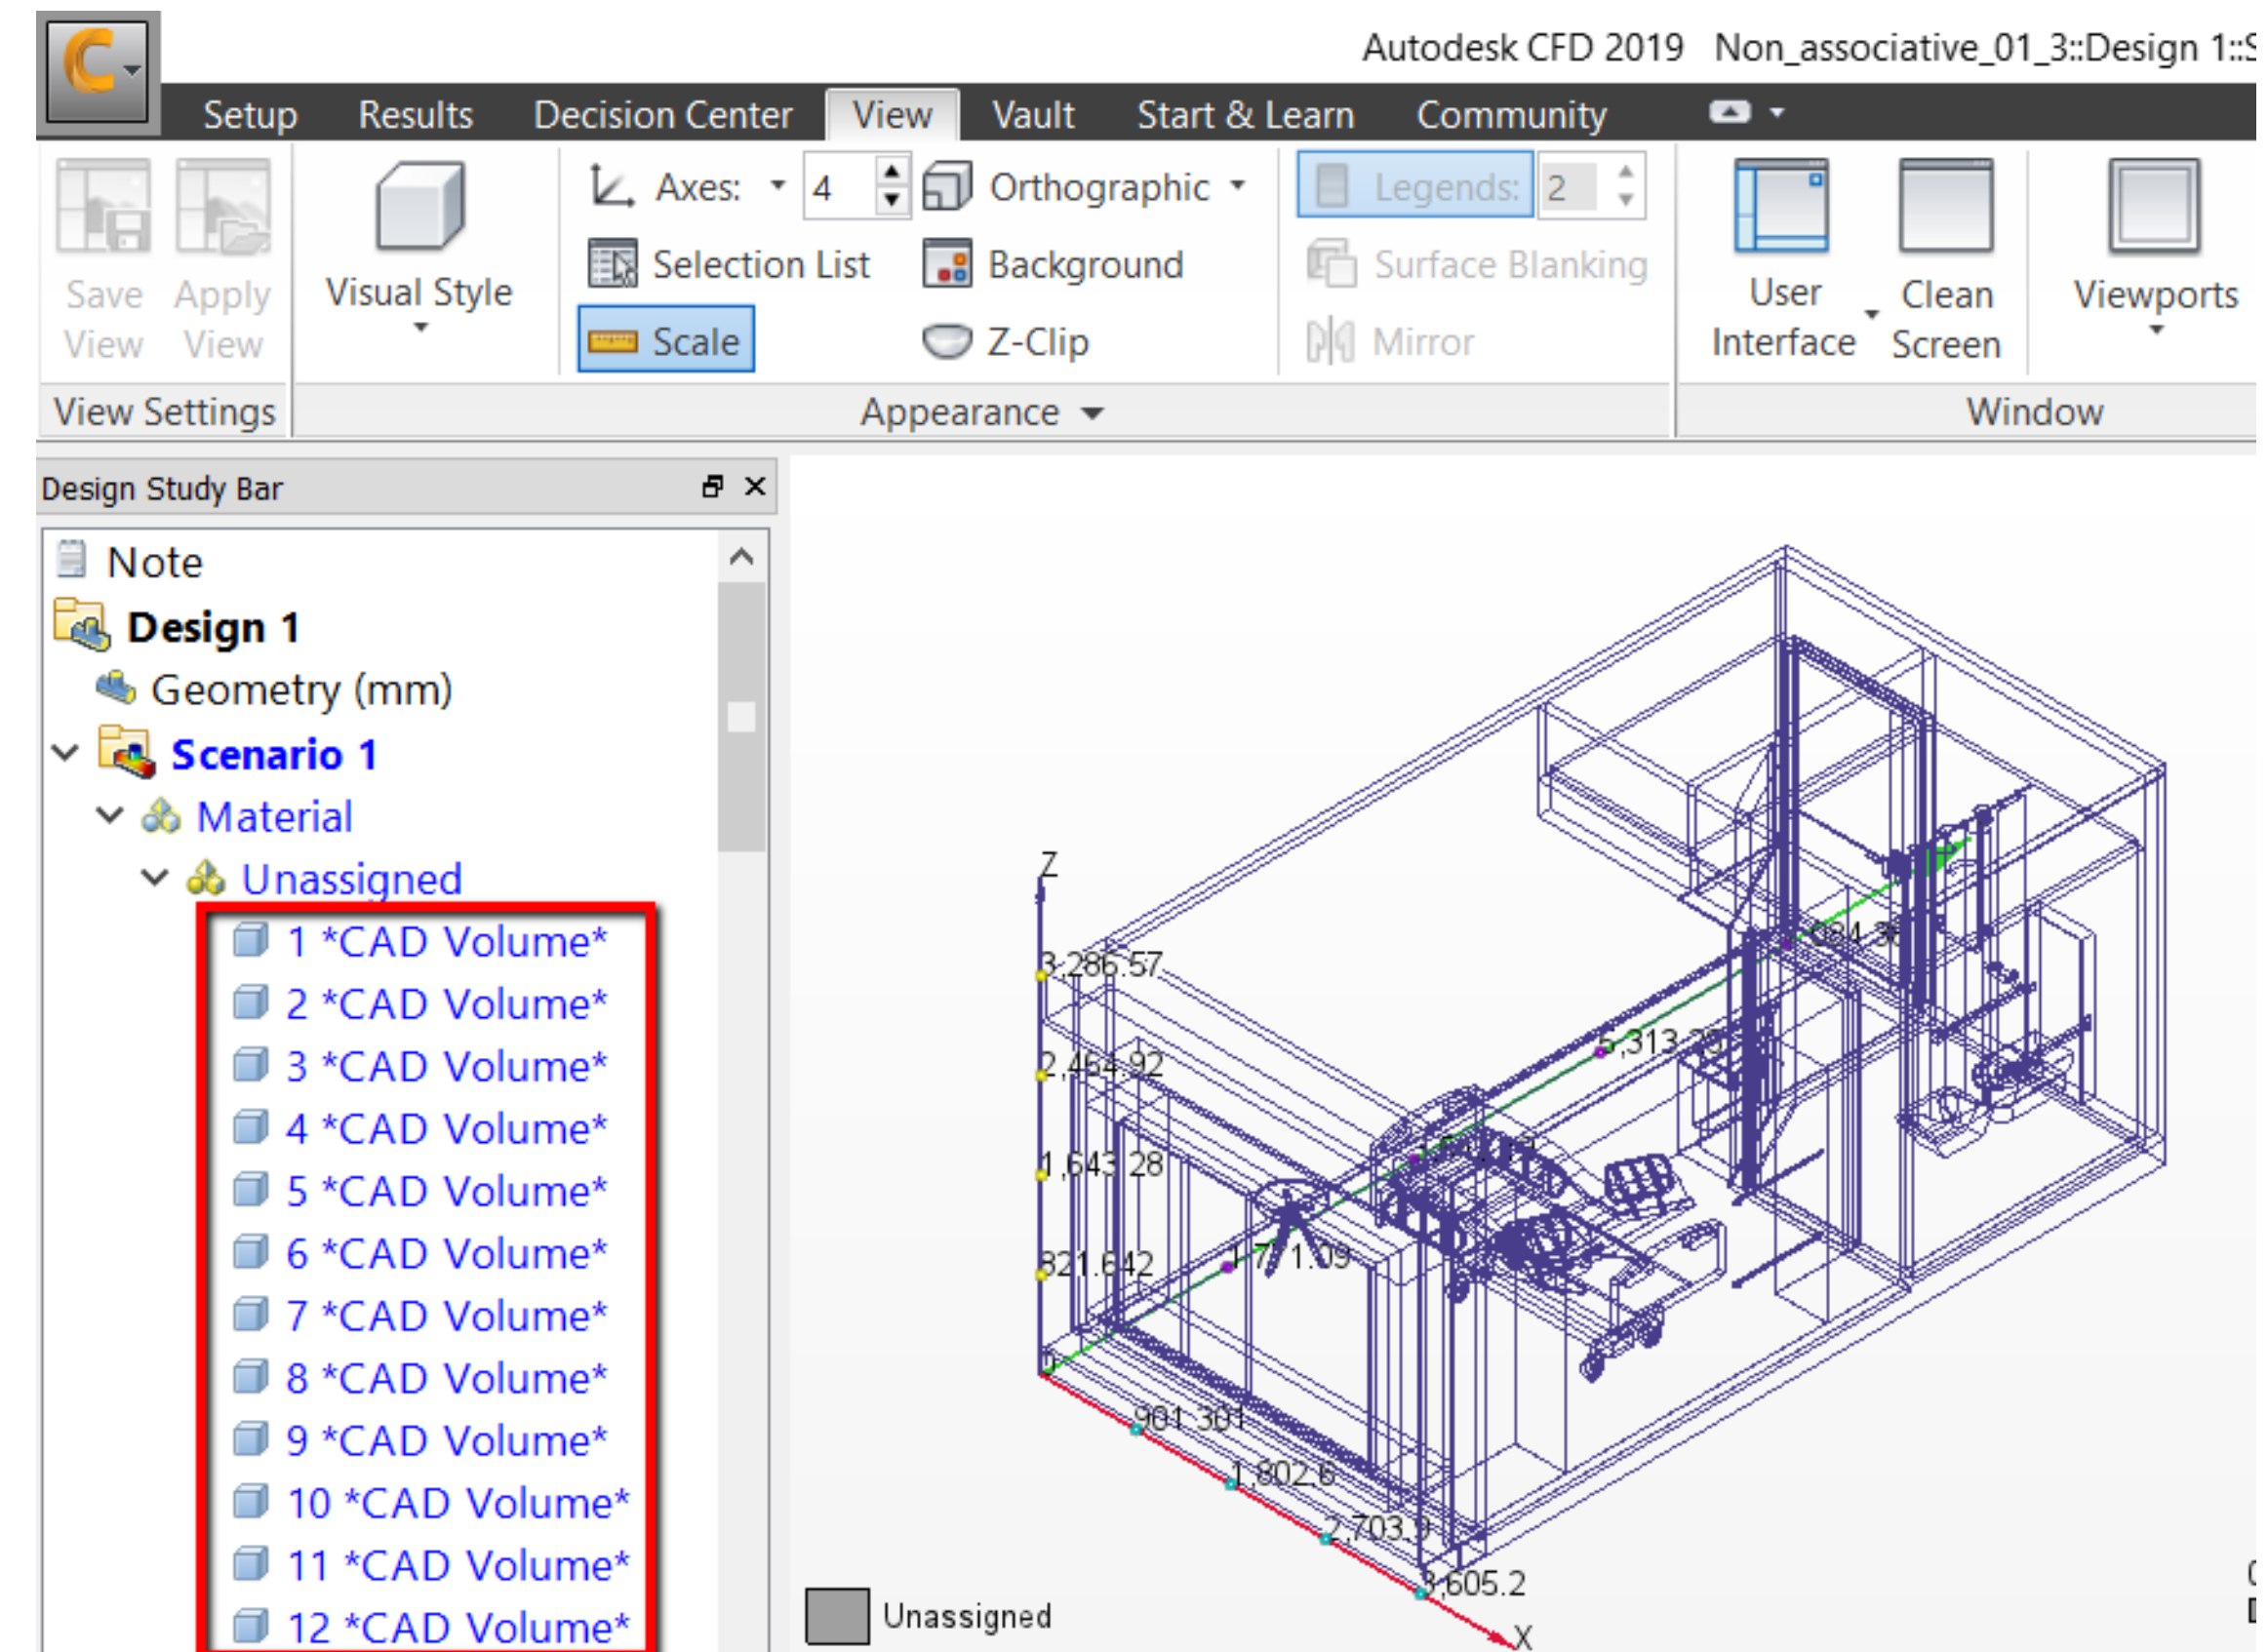 Autodesk CFD 2019 Non_associative_01_3::Design 1::S
Setup Results Decision Center View Vault Start & Learn Community
Save View
Apply View
Visual Style
Axes: 4
Selection List
Scale
Orthographic
Background
Z-Clip
Legends: 2
Surface Blanking
Mirror
User Interface
Clean Screen
Viewports
View Settings Appearance Window
Design Study Bar
Note
Design 1
Geometry (mm)
Scenario 1
Material
Unassigned
1 *CAD Volume*
2 *CAD Volume*
3 *CAD Volume*
4 *CAD Volume*
5 *CAD Volume*
6 *CAD Volume*
7 *CAD Volume*
8 *CAD Volume*
9 *CAD Volume*
10 *CAD Volume*
11 *CAD Volume*
12 *CAD Volume*
Z
3,286.57
2,464.92
1,643.28
821.642
0
1,771.09
901.301
1,802.6
2,703.9
3,605.2
X
Unassigned